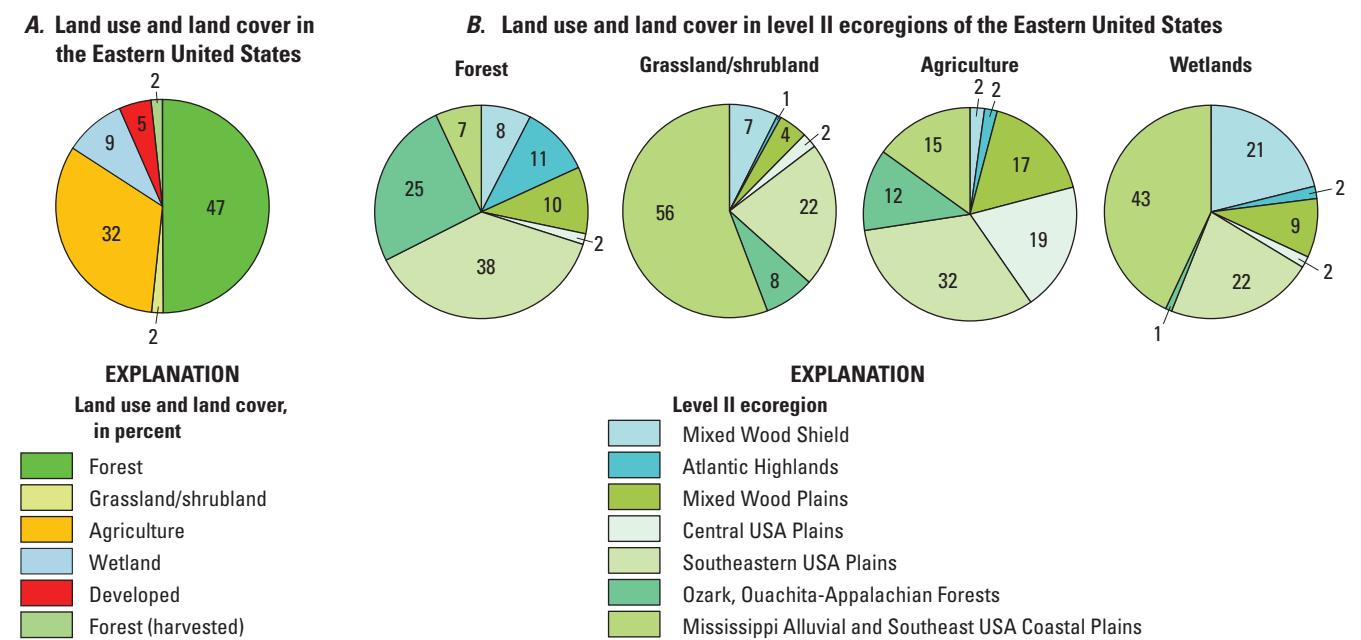 A. Land use and land cover in
the Eastern United States
2
5
9
47
32
2
EXPLANATION
Land use and land cover,
in percent
Forest
Grassland/shrubland
Agriculture
Wetland
Developed
Forest (harvested)
B. Land use and land cover in level II ecoregions of the Eastern United States
Forest
7
8
11
25
10
2
38
Grassland/shrubland
1
7
4
2
56
22
8
Agriculture
2
2
15
17
12
19
32
Wetlands
21
43
2
9
2
22
1
EXPLANATION
Level II ecoregion
Mixed Wood Shield
Atlantic Highlands
Mixed Wood Plains
Central USA Plains
Southeastern USA Plains
Ozark, Ouachita-Appalachian Forests
Mississippi Alluvial and Southeast USA Coastal Plains